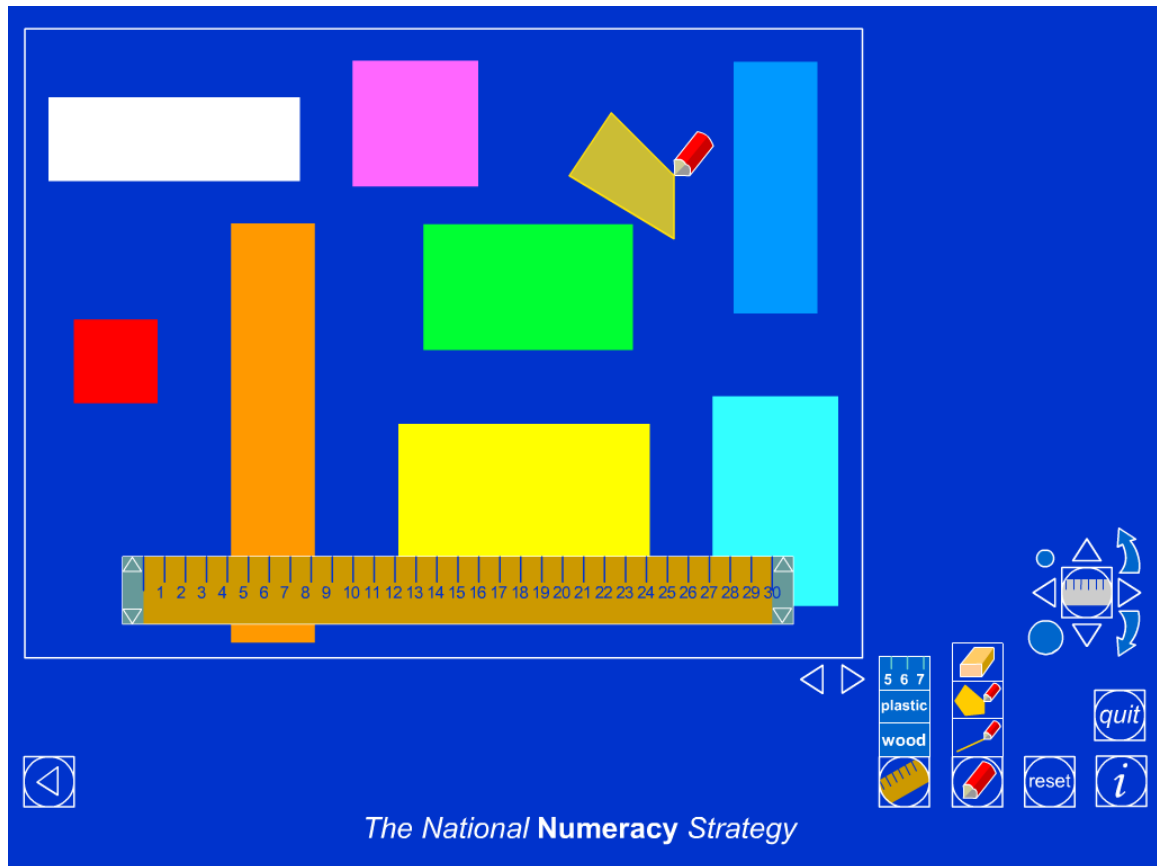 1 2 3 4 5 6 7 8 9 10 11 12 13 14 15 16 17 18 19 20 21 22 23 24 25 26 27 28 29 30
5 6 7
plastic
quit
wood
reset
i
The National Numeracy Strategy